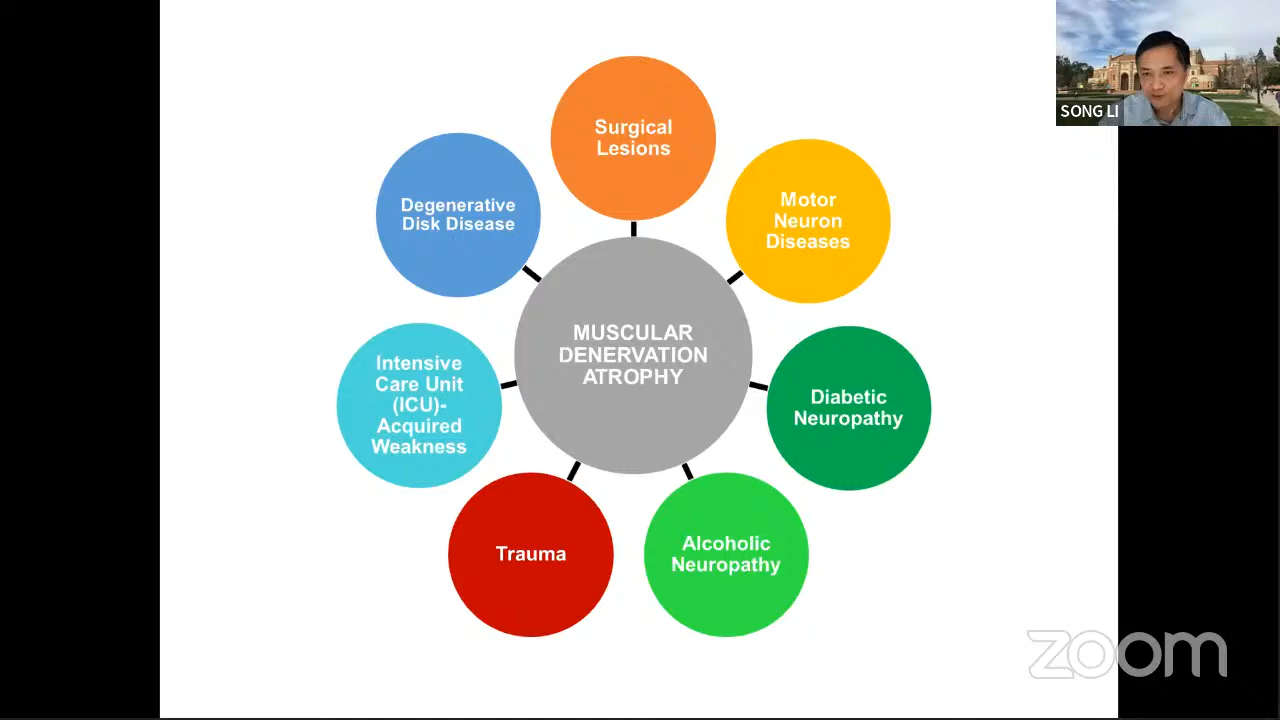 Surgical
Lesions
Motor
Neuron
Diseases
Diabetic
Neuropathy
Alcoholic
Neuropathy
Trauma
Intensive
Care Unit
(ICU)-
Acquired
Weakness
Degenerative
Disk Disease
MUSCULAR
DENERVATION
ATROPHY
SONG LI
zoom